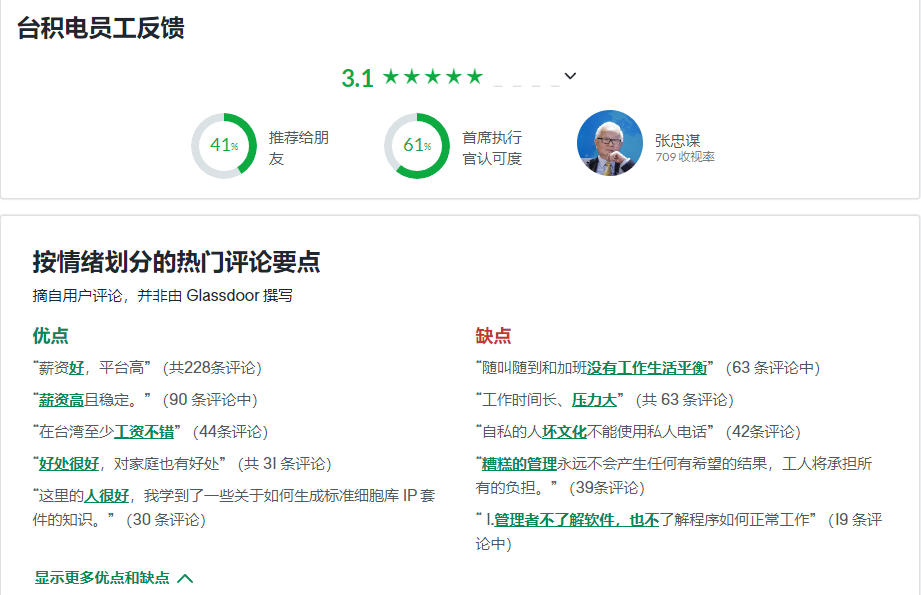 台积电员工反馈
3.1 ★★★★★
41%
推荐给朋
友
61%
首席执行
官认可度
张忠谋
709 收视率
按情绪划分的热门评论要点
摘自用户评论，并非由 Glassdoor 撰写
优点
“薪资好，平台高” （共228条评论）
“薪资高且稳定。” （90 条评论中）
“在台湾至少工资不错” （44条评论）
“好处很好，对家庭也有好处” （共 31 条评论）
“这里的人很好，我学到了一些关于如何生成标准细胞库 IP 套
件的知识。” （30 条评论）
显示更多优点和缺点
缺点
“随叫随到和加班没有工作生活平衡” （63 条评论中）
“工作时间长、压力大” （共 63 条评论）
“自私的人坏文化不能使用私人电话” （42条评论）
“糟糕的管理永远不会产生任何有希望的结果，工人将承担所
有的负担。” （39条评论）
“ 1.管理者不了解软件，也不了解程序如何正常工作” （19 条评
论中）